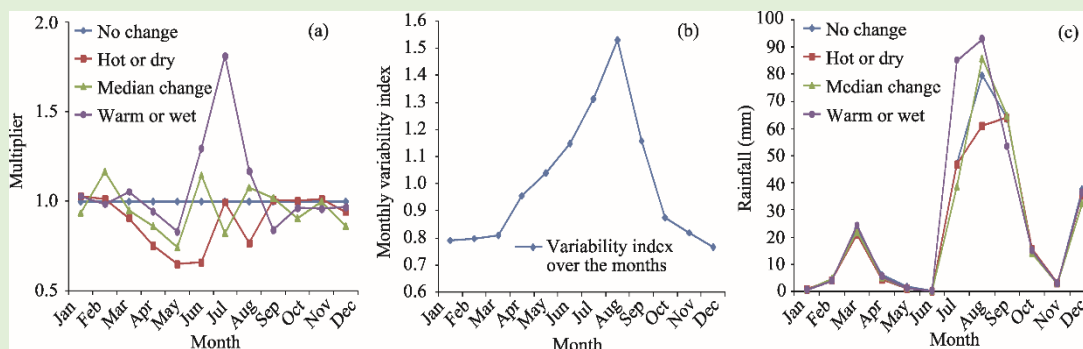 (a)
2.0
1.5
1.0
0.5
Multiplier
No change
Hot or dry
Median change
Warm or wet
Jan Feb Mar Apr May Jun Jul Aug Sep Oct Nov Dec
Month
(b)
1.6
1.5
1.4
1.3
1.2
1.1
1.0
0.9
0.8
0.7
0.6
Monthly variability index
Variability index
over the months
Jan Feb Mar Apr May Jun Jul Aug Sep Oct Nov Dec
Month
(c)
100
90
80
70
60
50
40
30
20
10
0
Rainfall (mm)
No change
Hot or dry
Median change
Warm or wet
Jan Feb Mar Apr May Jun Jul Aug Sep Oct Nov Dec
Month